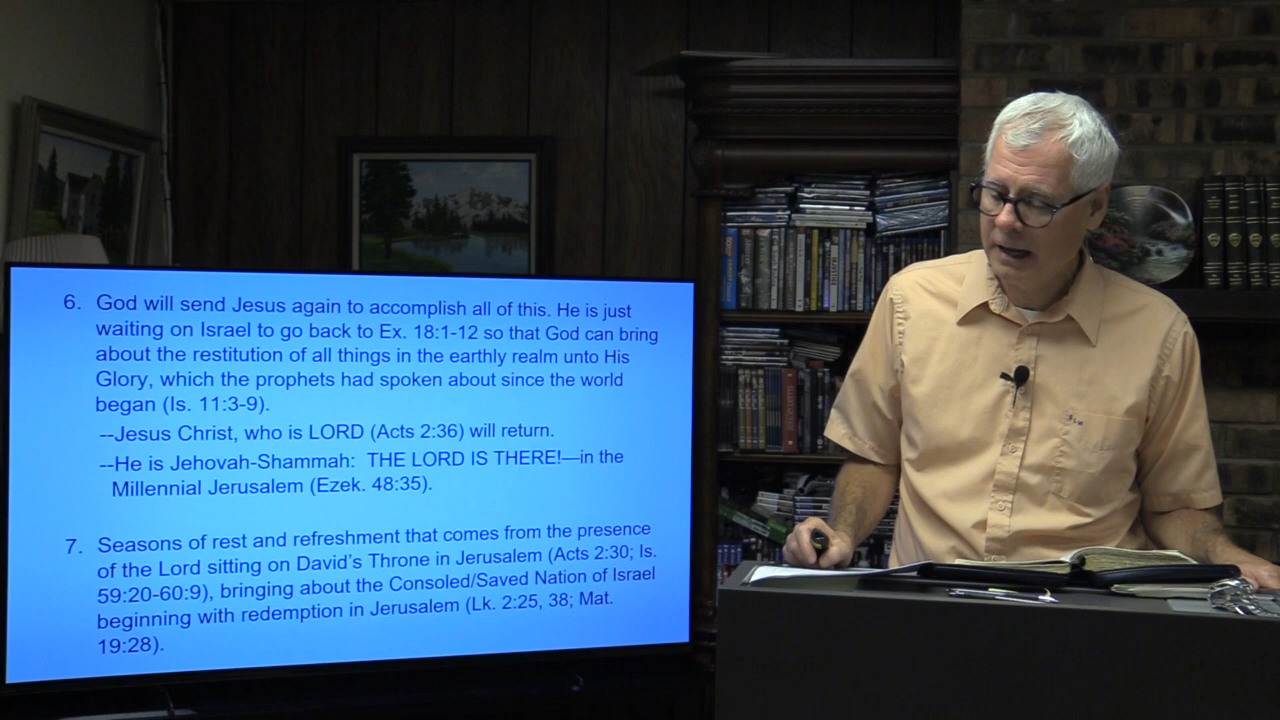 6. God will send Jesus again to accomplish all of this. He is just
waiting on Israel to go back to Ex. 18:1-12 so that God can bring
about the restitution of all things in the earthly realm unto His
Glory, which the prophets had spoken about since the world
began (Is. 11:3-9).
--Jesus Christ, who is LORD (Acts 2:36) will return.
--He is Jehovah-Shammah: THE LORD IS THERE!—in the
Millennial Jerusalem (Ezek. 48:35).
7. Seasons of rest and refreshment that comes from the presence
of the Lord sitting on David's Throne in Jerusalem (Acts 2:30; Is.
59:20-60:9), bringing about the Consoled/Saved Nation of Israel
beginning with redemption in Jerusalem (Lk. 2:25, 38; Mat.
19:28).